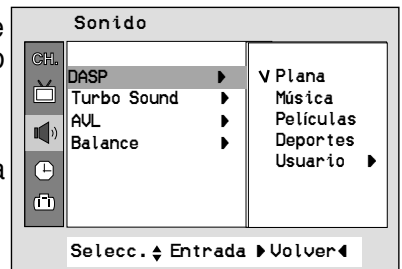 e
o
a
Sonido
CH.
DASP ▶
Turbo Sound ▶
AVL ▶
Balance ▶
V Plana
Música
Películas
Deportes
Usuario ▶
Selecc. ▲▼ Entrada ▶ Volver ◀